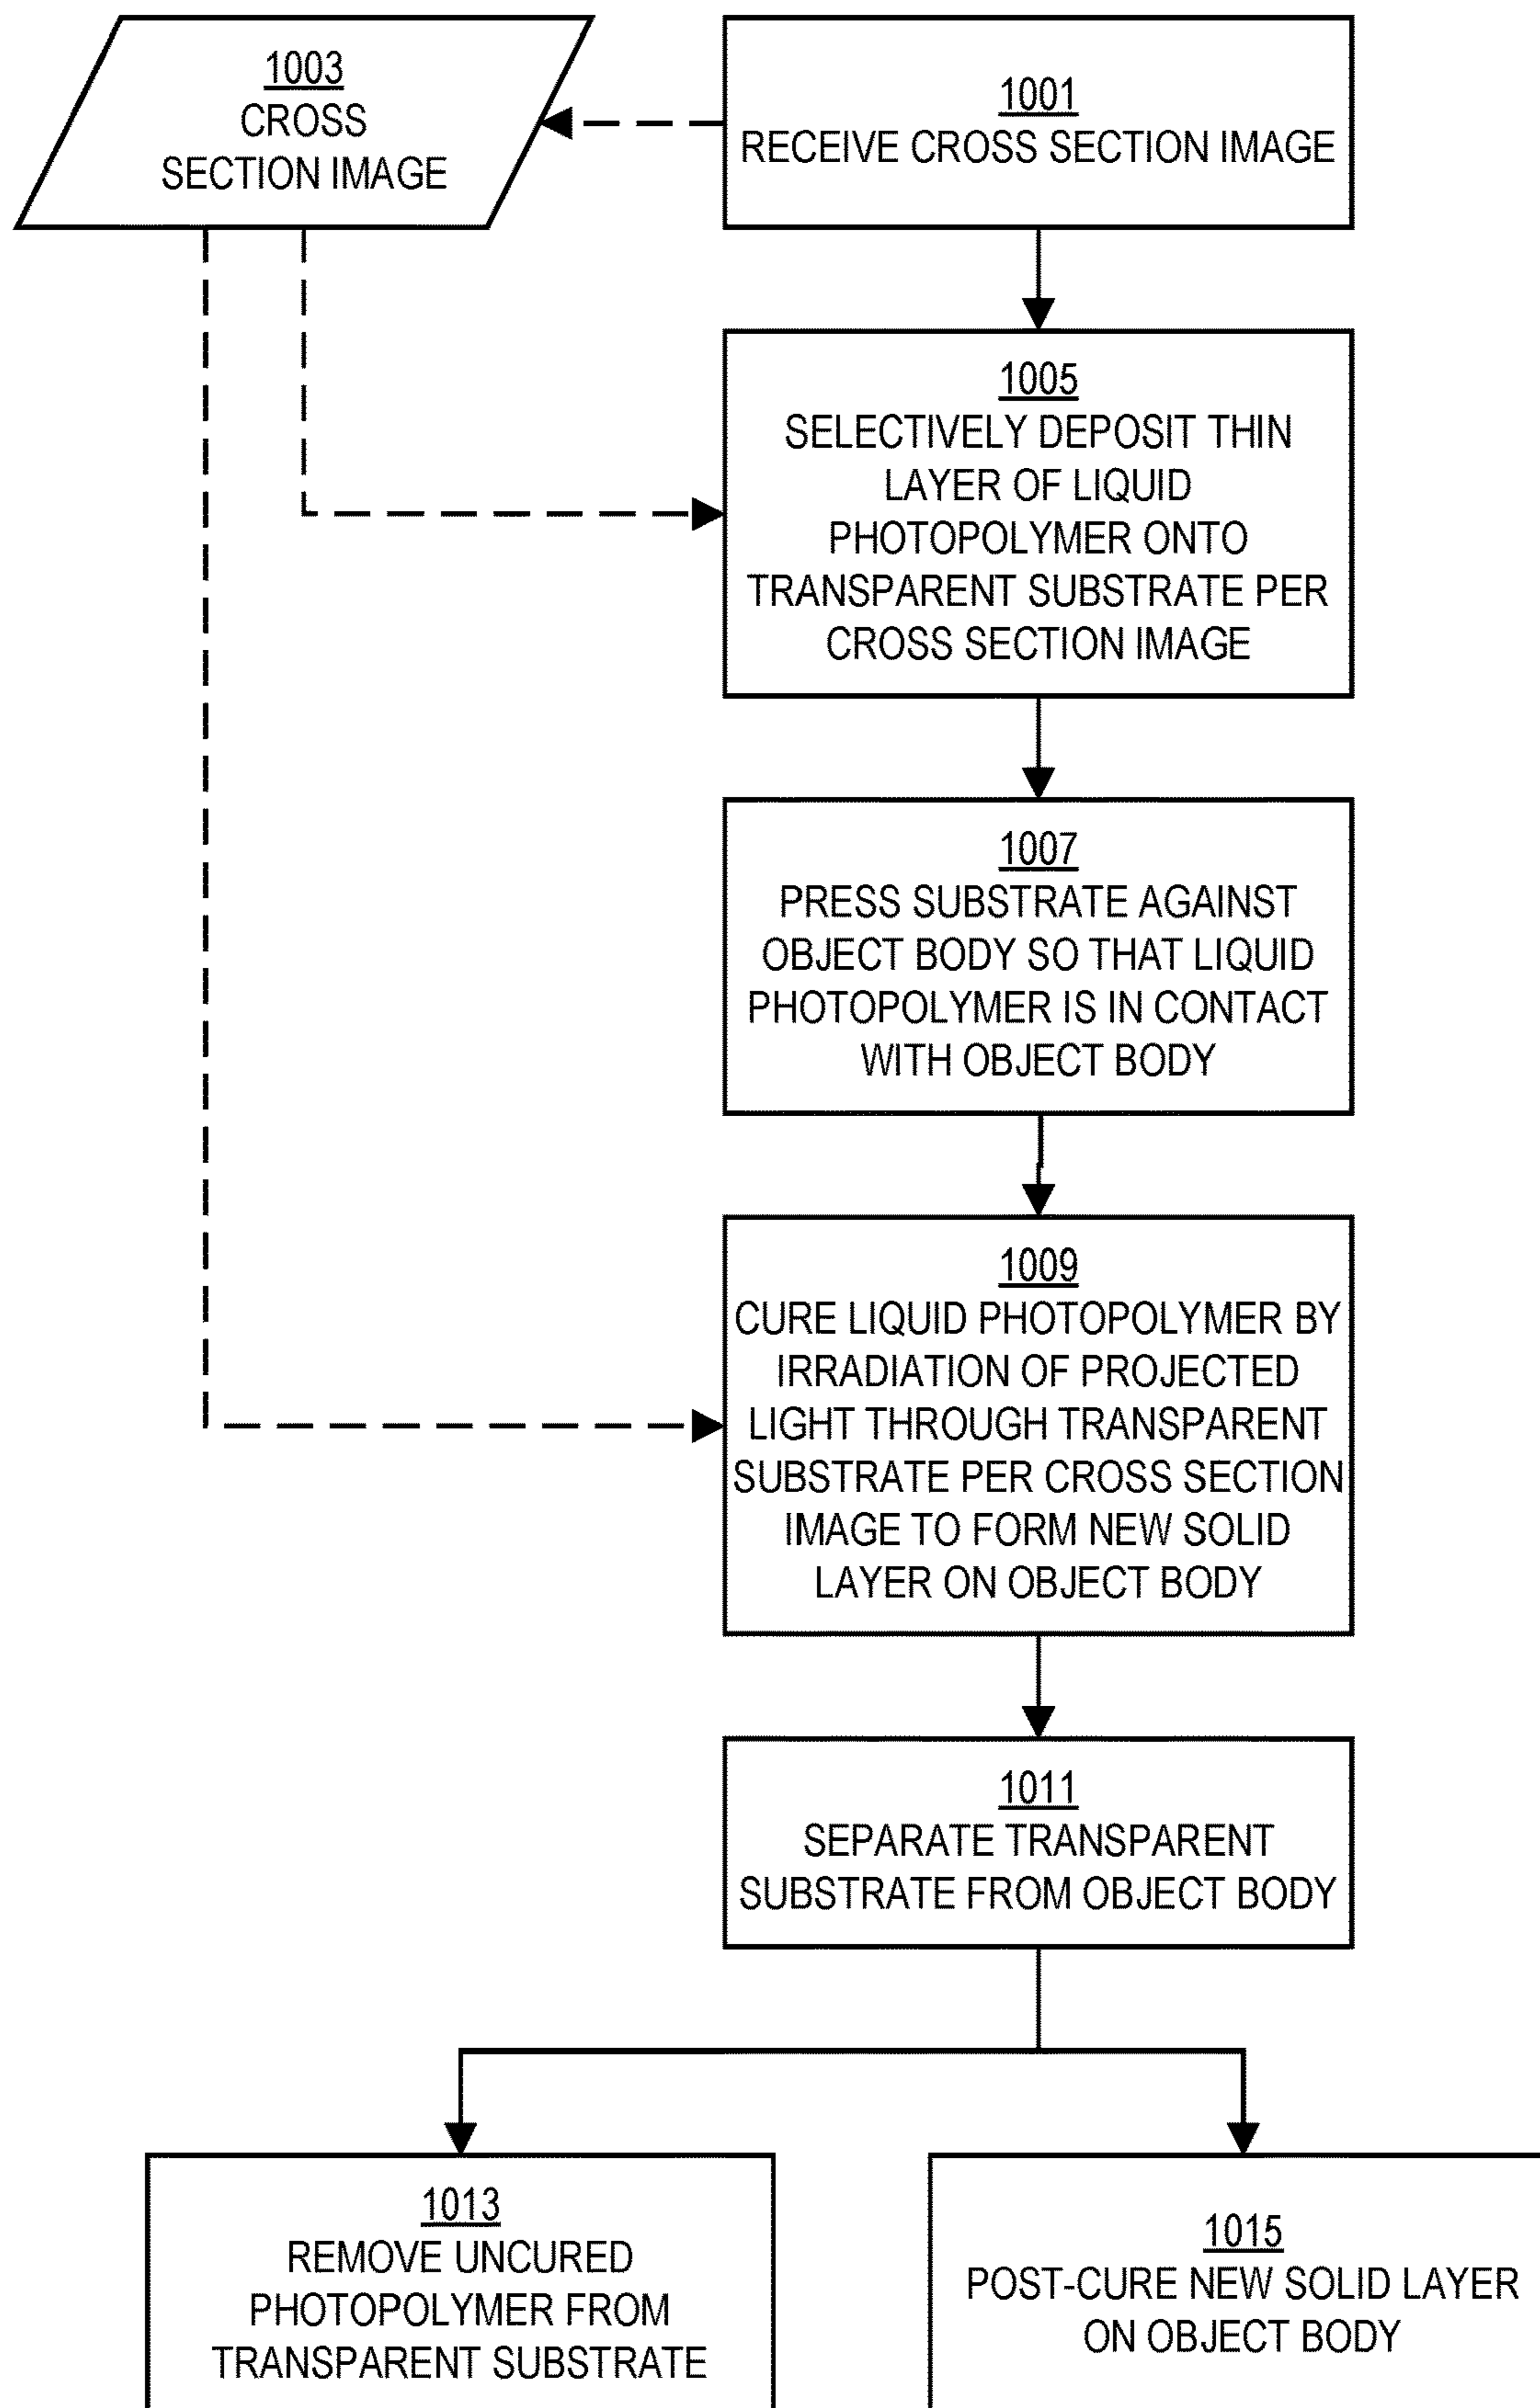 1003
CROSS
SECTION IMAGE
1001
RECEIVE CROSS SECTION IMAGE
1005
SELECTIVELY DEPOSIT THIN
LAYER OF LIQUID
PHOTOPOLYMER ONTO
TRANSPARENT SUBSTRATE PER
CROSS SECTION IMAGE
1007
PRESS SUBSTRATE AGAINST
OBJECT BODY SO THAT LIQUID
PHOTOPOLYMER IS IN CONTACT
WITH OBJECT BODY
1009
CURE LIQUID PHOTOPOLYMER BY
IRRADIATION OF PROJECTED
LIGHT THROUGH TRANSPARENT
SUBSTRATE PER CROSS SECTION
IMAGE TO FORM NEW SOLID
LAYER ON OBJECT BODY
1011
SEPARATE TRANSPARENT
SUBSTRATE FROM OBJECT BODY
1013
REMOVE UNCURED
PHOTOPOLYMER FROM
TRANSPARENT SUBSTRATE
1015
POST-CURE NEW SOLID LAYER
ON OBJECT BODY